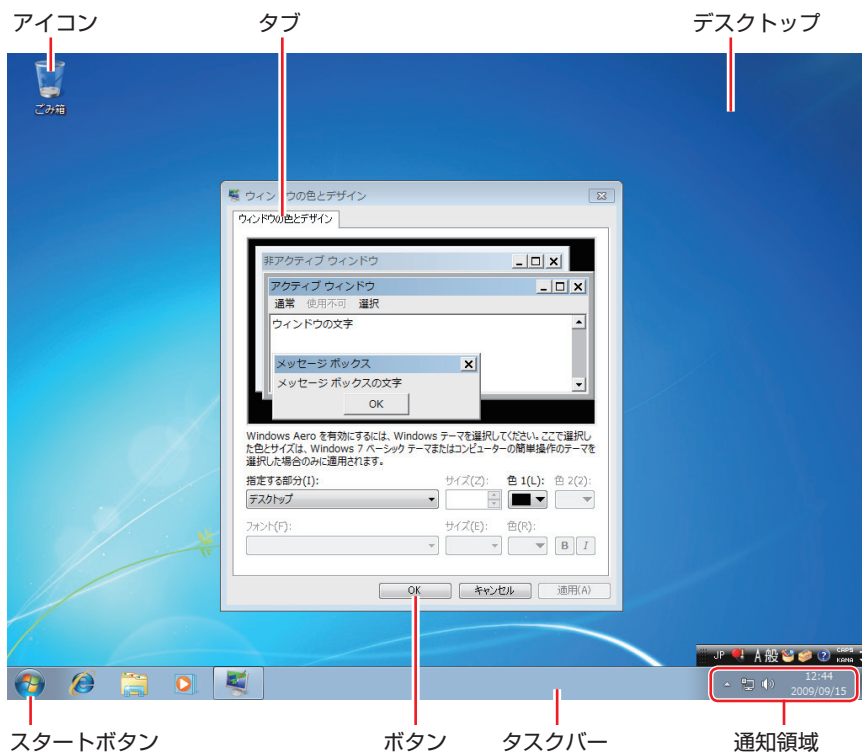 アイコン
タブ
デスクトップ
ごみ箱
ウィンドウの色とデザイン
ウィンドウの色とデザイン
非アクティブ ウィンドウ
アクティブ ウィンドウ
通常 使用不可 選択
ウィンドウの文字
メッセージ ボックス
メッセージ ボックスの文字
OK
Windows Aero を有効にするには、Windows テーマを選択してください。ここで選択し
た色とサイズは、Windows 7 ベーシック テーマまたはコンピューターの簡単操作のテーマを
選択した場合のみに適用されます。
指定する部分(I): サイズ(Z): 色 1(L): 色 2(2):
デスクトップ
フォント(F): サイズ(E): 色(R):
B I
OK キャンセル 適用(A)
JP A 般 CAPS
KANA
12:44
2009/09/15
スタートボタン
ボタン
タスクバー
通知領域